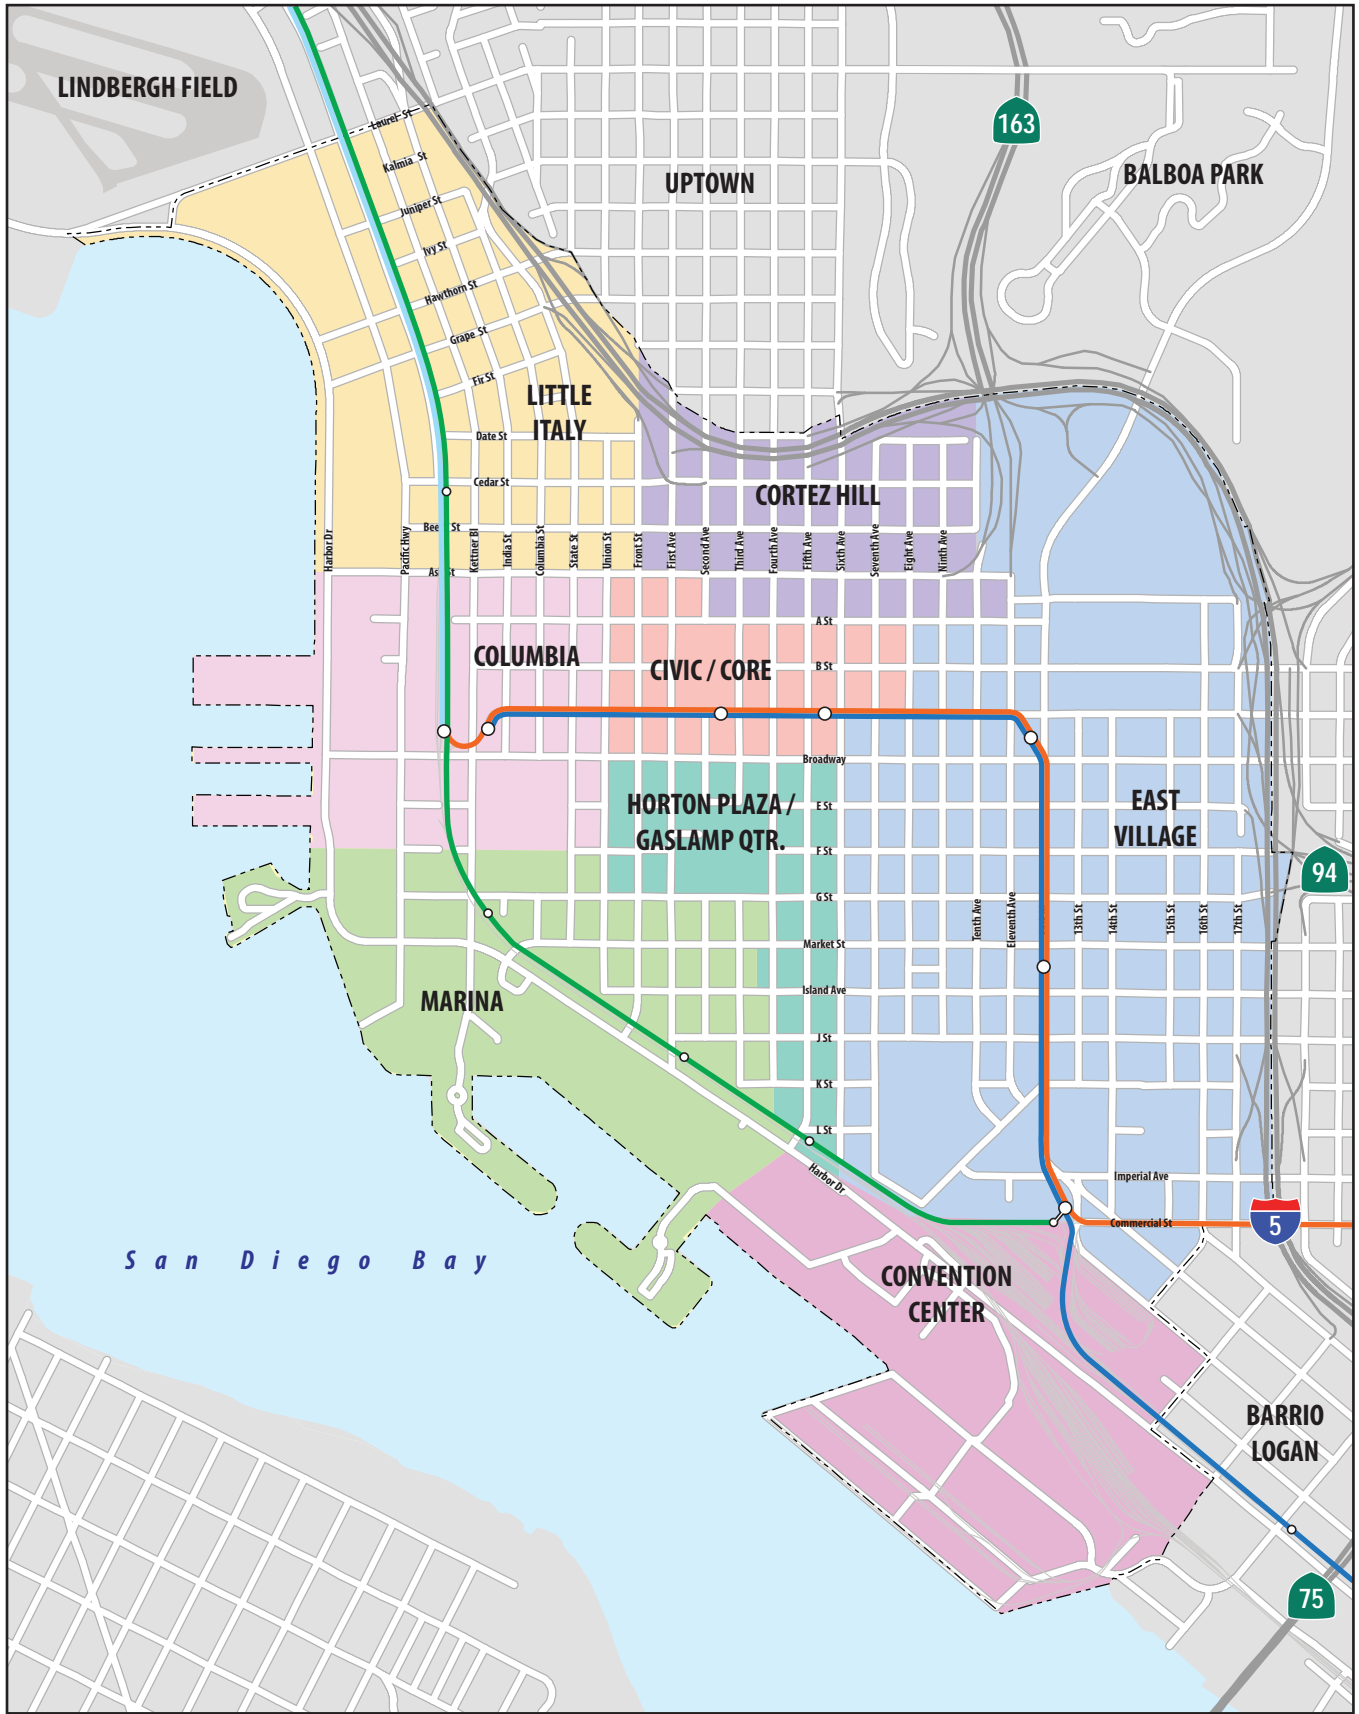 LINDBERGH FIELD
163
UPTOWN
BALBOA PARK
Laurel St
Kalmia St
Juniper St
Ivy St
Hawthorn St
Grape St
Fir St
LITTLE
ITALY
Date St
Cedar St
CORTEZ HILL
Harbor Dr
Pacific Hwy
Kettner Bl
India St
Columbia St
State St
Union St
Front St
First Ave
Second Ave
Third Ave
Fourth Ave
Fifth Ave
Sixth Ave
Seventh Ave
Eight Ave
Ninth Ave
A St
COLUMBIA
CIVIC / CORE
B St
Broadway
HORTON PLAZA /
GASLAMP QTR.
E St
EAST
VILLAGE
F St
94
G St
Tenth Ave
Eleventh Ave
13th St
14th St
15th St
16th St
17th St
Market St
MARINA
Island Ave
J St
K St
L St
Harbor Dr
Imperial Ave
Commercial St
5
San Diego Bay
CONVENTION
CENTER
BARRIO
LOGAN
75